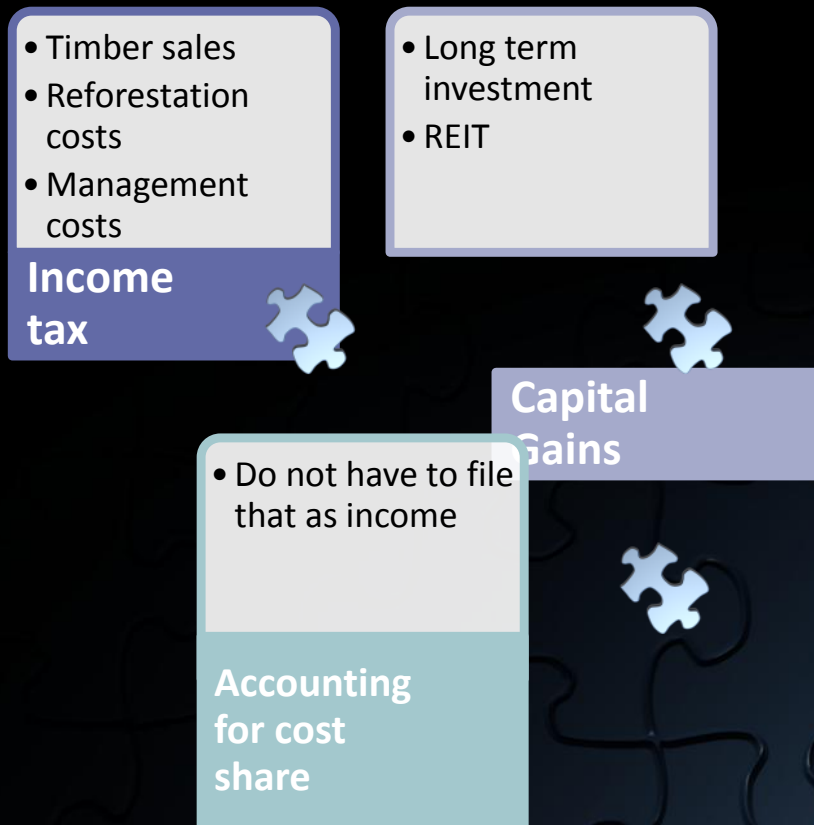 • Timber sales
• Reforestation
costs
• Management
costs
Income
tax
• Long term
investment
• REIT
Capital
Gains
• Do not have to file
that as income
Accounting
for cost
share